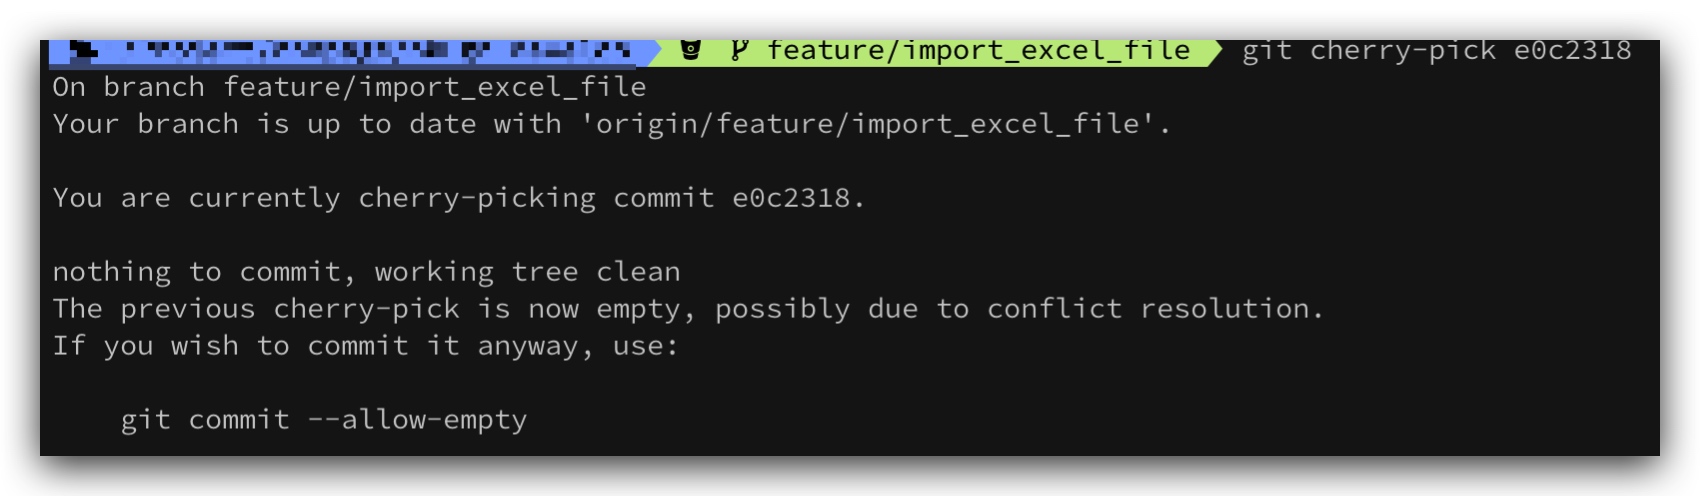 feature/import_excel_file git cherry-pick e0c2318
On branch feature/import_excel_file
Your branch is up to date with 'origin/feature/import_excel_file'.
You are currently cherry-picking commit e0c2318.
nothing to commit, working tree clean
The previous cherry-pick is now empty, possibly due to conflict resolution.
If you wish to commit it anyway, use:
git commit --allow-empty